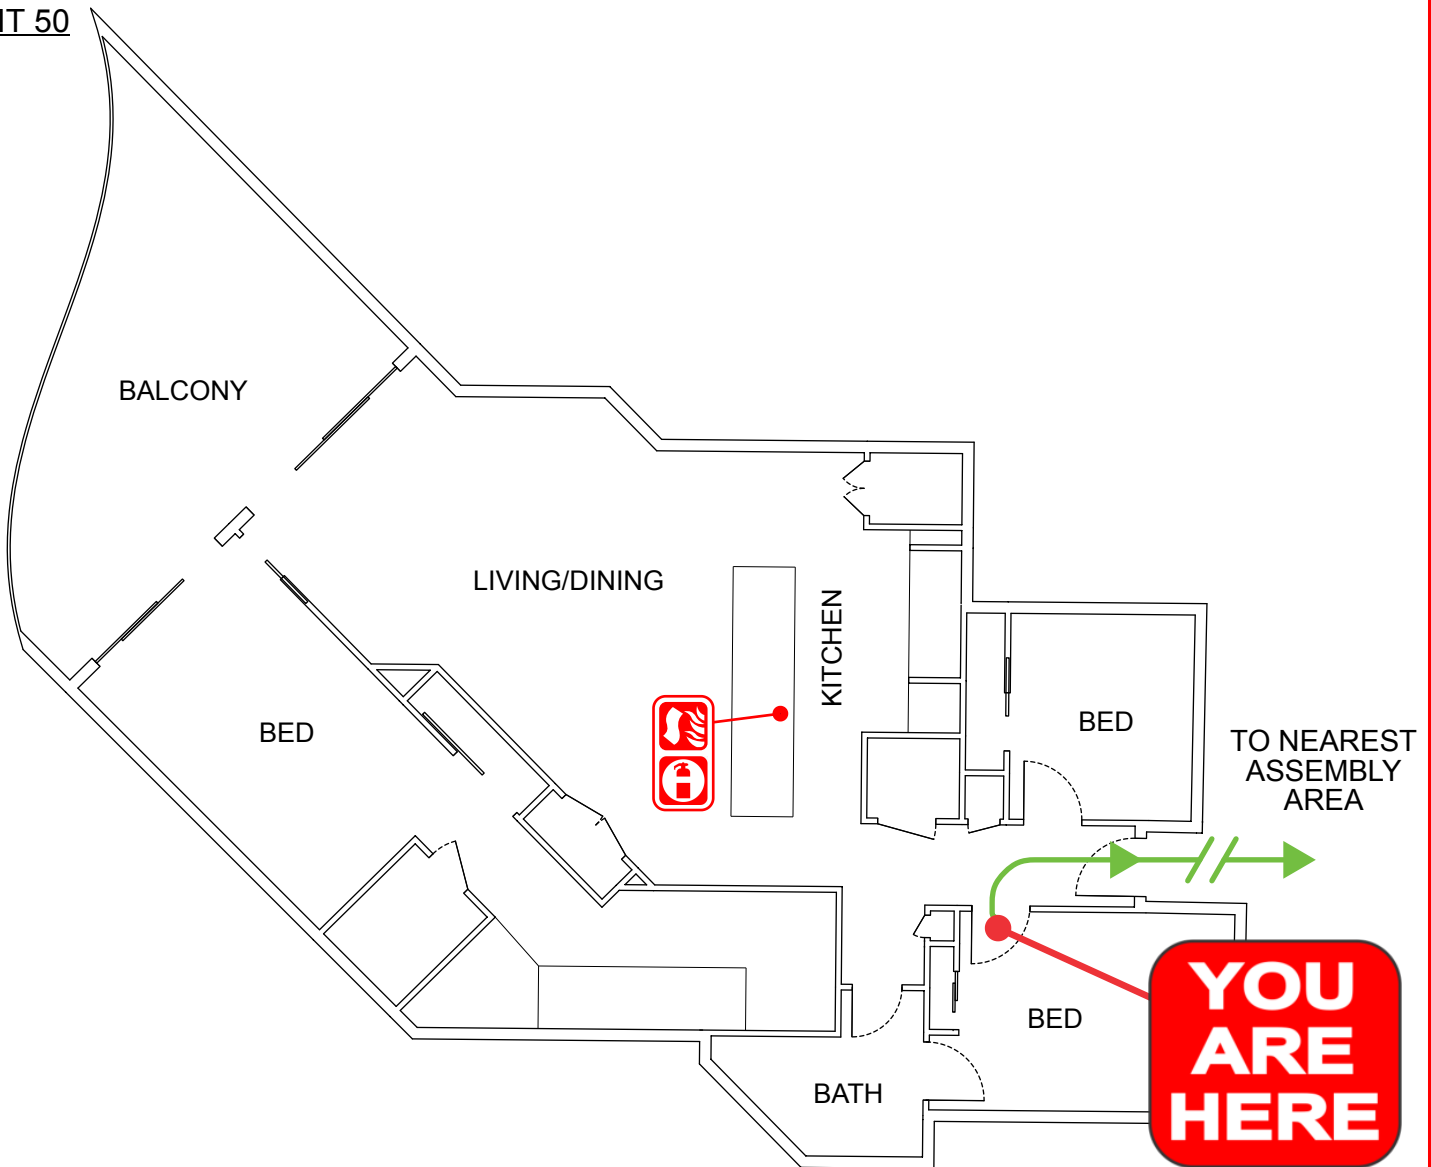 IT 50
BALCONY
LIVING/DINING
KITCHEN
BED
BED
TO NEAREST
ASSEMBLY
AREA
BED
BATH
YOU
ARE
HERE